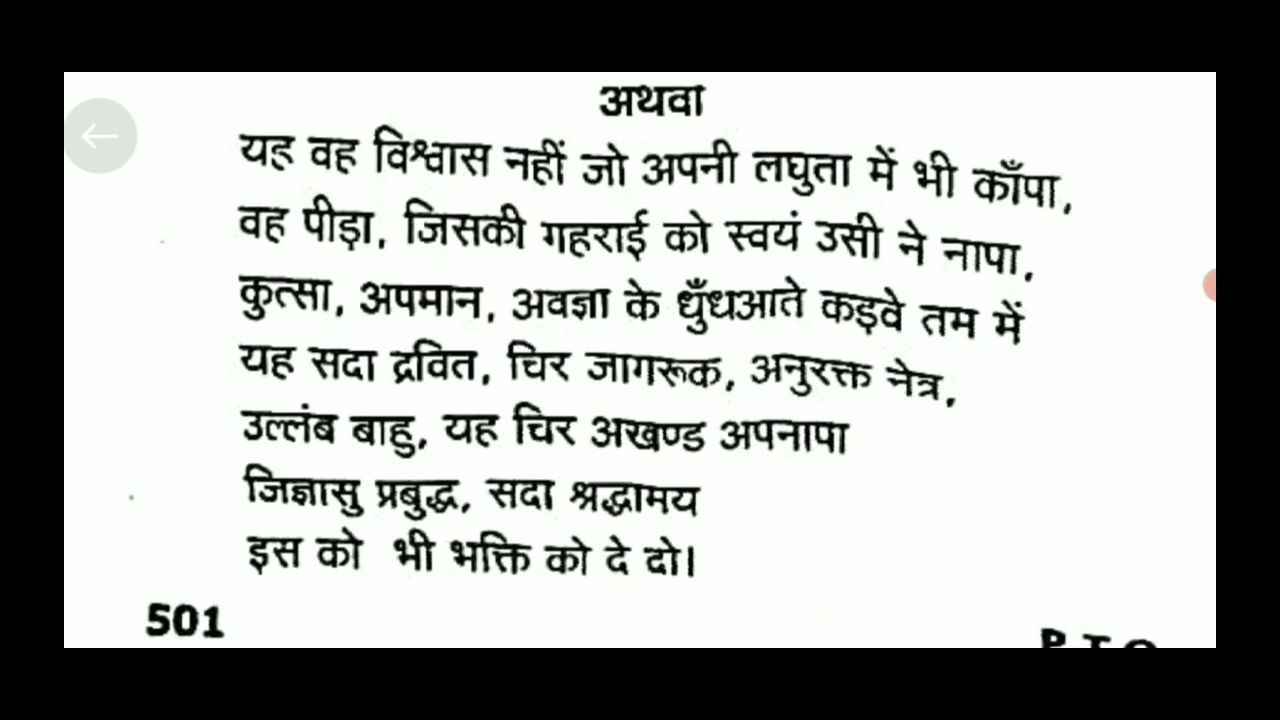 अथवा
यह वह विश्वास नहीं जो अपनी लघुता में भी काँपा,
वह पीड़ा, जिसकी गहराई को स्वयं उसी ने नापा,
कुत्सा, अपमान, अवज्ञा के धुँधआते कड़वे तम में
यह सदा द्रवित, चिर जागरूक, अनुरक्त नेत्र,
उल्लंब बाहु, यह चिर अखण्ड अपनापा
जिज्ञासु प्रबुद्ध, सदा श्रद्धामय
इस को भी भक्ति को दे दो।
501